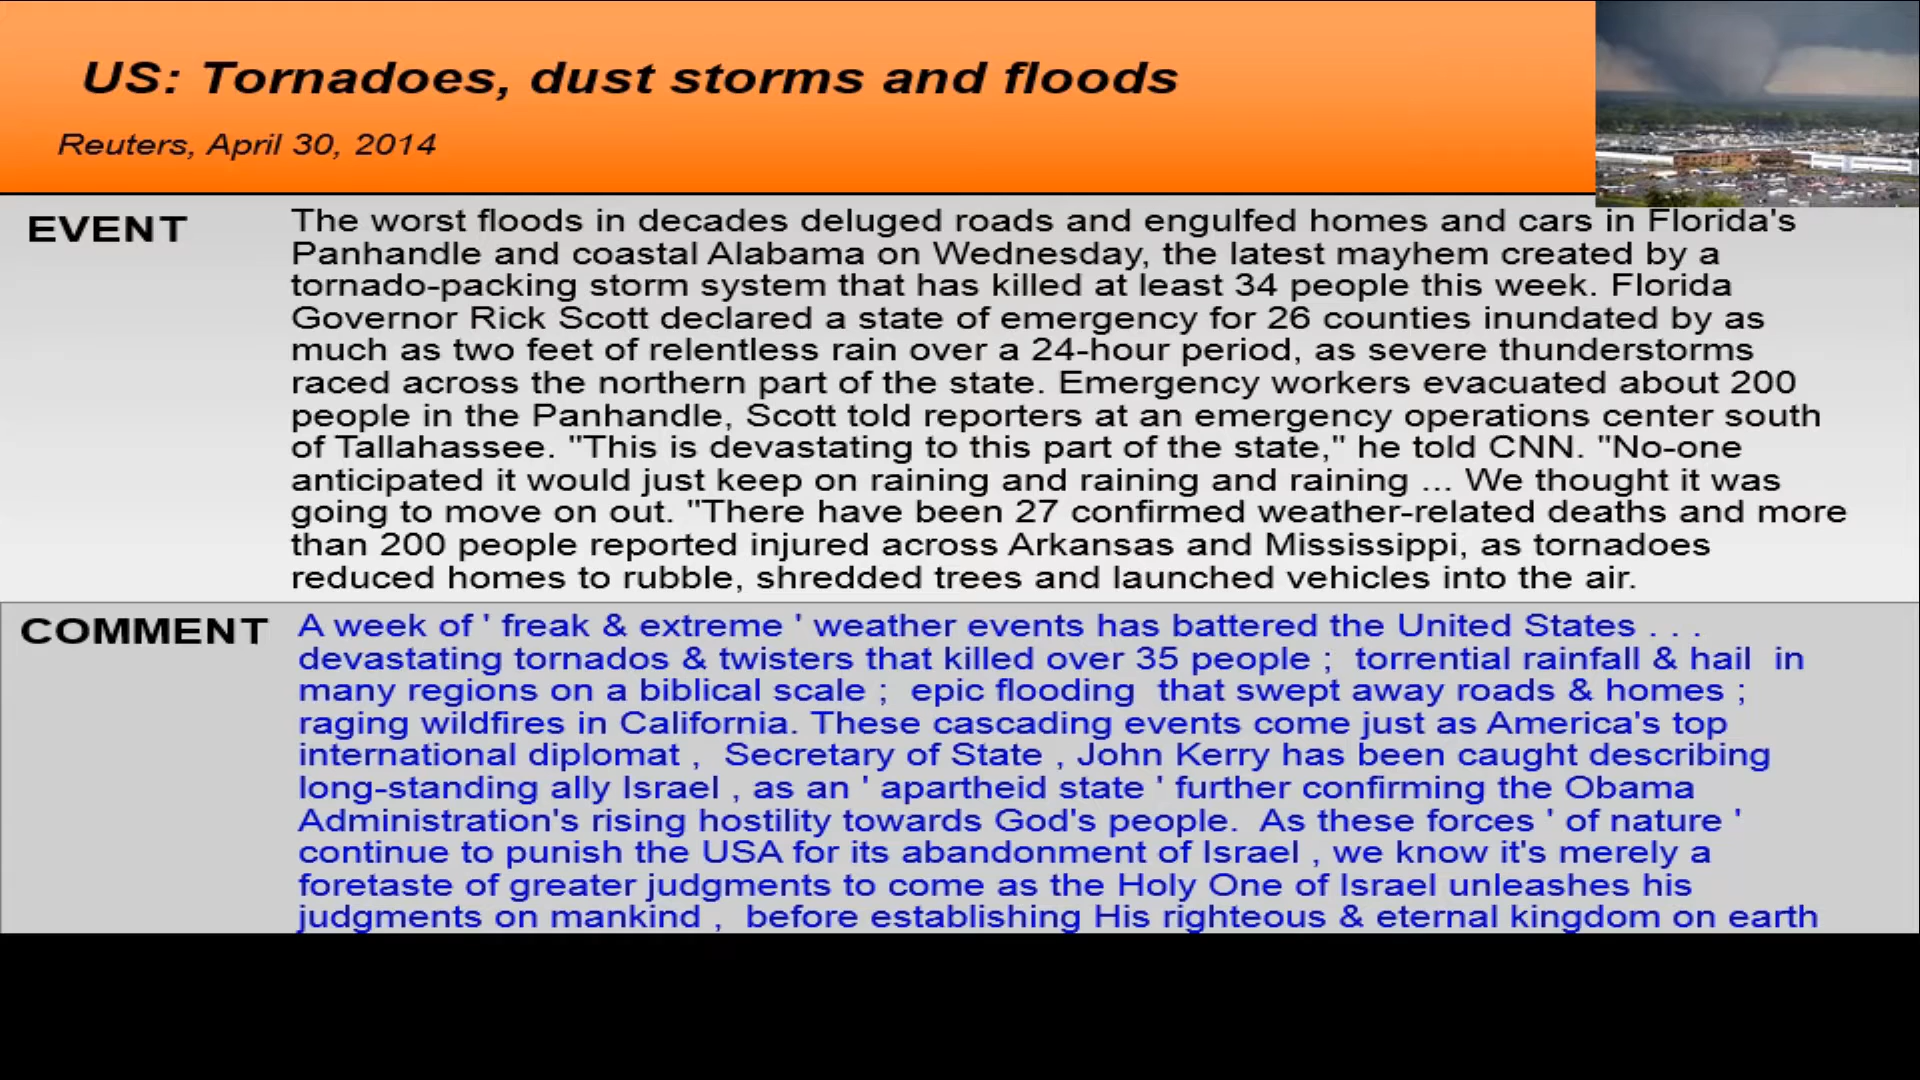 US: Tornadoes, dust storms and floods
Reuters, April 30, 2014
EVENT
The worst floods in decades deluged roads and engulfed homes and cars in Florida's
Panhandle and coastal Alabama on Wednesday, the latest mayhem created by a
tornado-packing storm system that has killed at least 34 people this week. Florida
Governor Rick Scott declared a state of emergency for 26 counties inundated by as
much as two feet of relentless rain over a 24-hour period, as severe thunderstorms
raced across the northern part of the state. Emergency workers evacuated about 200
people in the Panhandle, Scott told reporters at an emergency operations center south
of Tallahassee. "This is devastating to this part of the state," he told CNN. "No-one
anticipated it would just keep on raining and raining and raining ... We thought it was
going to move on out. "There have been 27 confirmed weather-related deaths and more
than 200 people reported injured across Arkansas and Mississippi, as tornadoes
reduced homes to rubble, shredded trees and launched vehicles into the air.
COMMENT
A week of ' freak & extreme ' weather events has battered the United States . . .
devastating tornados & twisters that killed over 35 people ; torrential rainfall & hail in
many regions on a biblical scale ; epic flooding that swept away roads & homes ;
raging wildfires in California. These cascading events come just as America's top
international diplomat , Secretary of State , John Kerry has been caught describing
long-standing ally Israel , as an ' apartheid state ' further confirming the Obama
Administration's rising hostility towards God's people. As these forces ' of nature '
continue to punish the USA for its abandonment of Israel , we know it's merely a
foretaste of greater judgments to come as the Holy One of Israel unleashes his
judgments on mankind , before establishing His righteous & eternal kingdom on earth